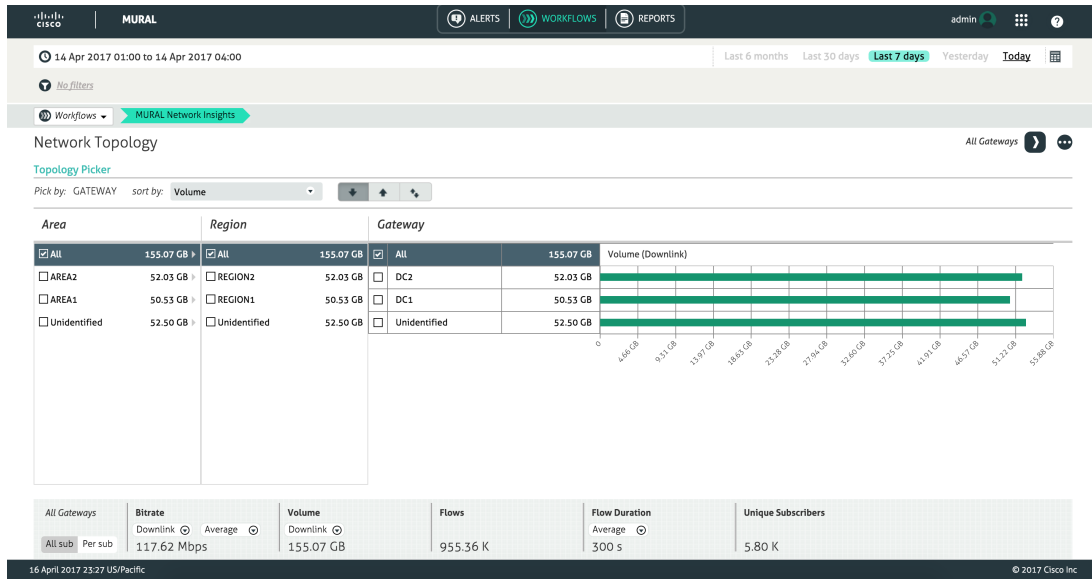 cisco MURAL ALERTS WORKFLOWS REPORTS admin ?
14 Apr 2017 01:00 to 14 Apr 2017 04:00 Last 6 months Last 30 days Last 7 days Yesterday Today
No filters
Workflows MURAL Network Insights
Network Topology All Gateways
Topology Picker
Pick by: GATEWAY sort by: Volume
Area Region Gateway
All 155.07 GB All 155.07 GB All 155.07 GB Volume (Downlink)
AREA2 52.03 GB REGION2 52.03 GB DC2 52.03 GB
AREA1 50.53 GB REGION1 50.53 GB DC1 50.53 GB
Unidentified 52.50 GB Unidentified 52.50 GB Unidentified 52.50 GB
0 4.66 GB 9.31 GB 13.97 GB 18.63 GB 23.28 GB 27.94 GB 32.60 GB 37.25 GB 41.91 GB 46.57 GB 51.22 GB 55.88 GB
All Gateways Bitrate Volume Flows Flow Duration Unique Subscribers
Downlink Average Downlink Average
All sub Per sub 117.62 Mbps 155.07 GB 955.36 K 300 s 5.80 K
16 April 2017 23:27 US/Pacific © 2017 Cisco Inc